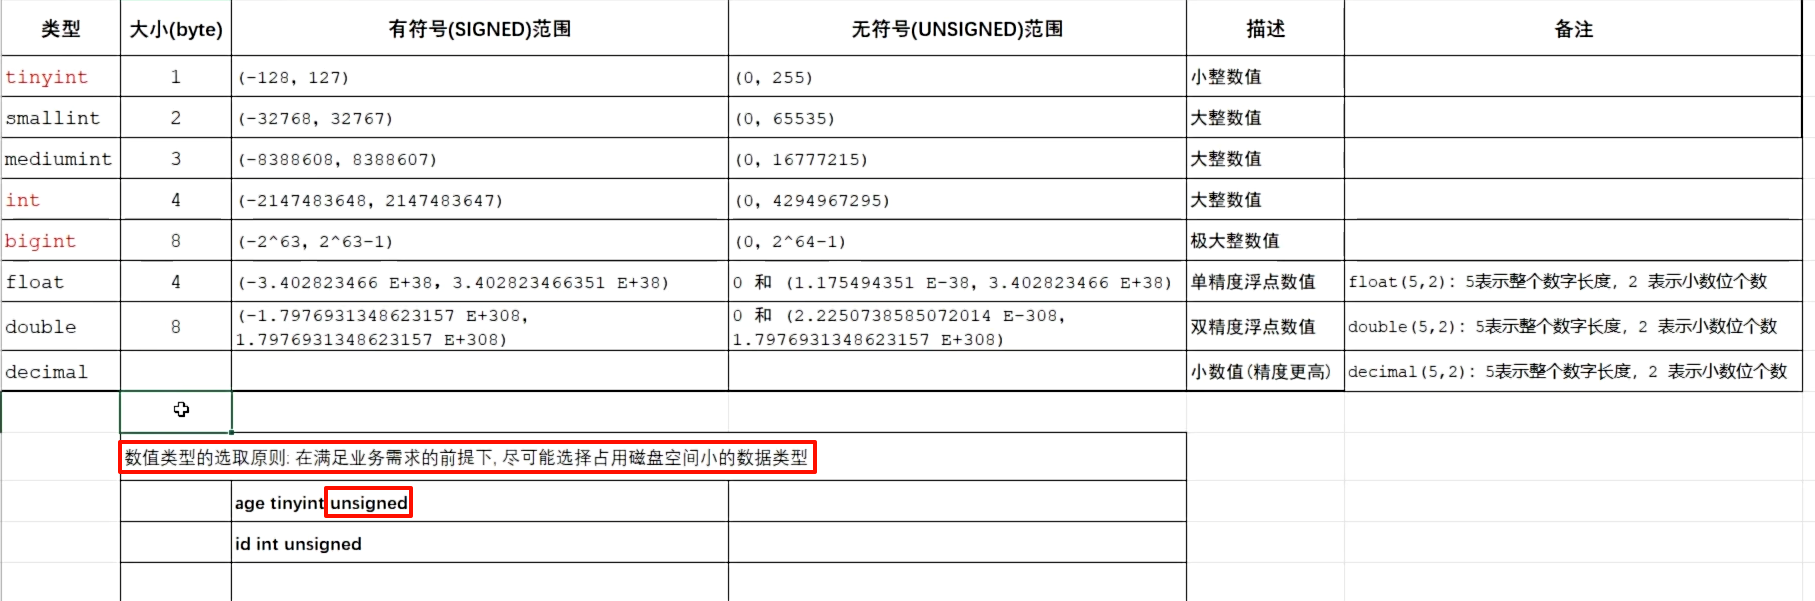 类型 大小(byte) 有符号(SIGNED)范围 无符号(UNSIGNED)范围 描述 备注
tinyint 1 (-128, 127) (0, 255) 小整数值
smallint 2 (-32768, 32767) (0, 65535) 大整数值
mediumint 3 (-8388608, 8388607) (0, 16777215) 大整数值
int 4 (-2147483648, 2147483647) (0, 4294967295) 大整数值
bigint 8 (-2^63, 2^63-1) (0, 2^64-1) 极大整数值
float 4 (-3.402823466 E+38, 3.402823466351 E+38) 0 和 (1.175494351 E-38, 3.402823466 E+38) 单精度浮点数值 float(5,2): 5表示整个数字长度, 2 表示小数位个数
double 8 (-1.7976931348623157 E+308, 1.7976931348623157 E+308) 0 和 (2.2250738585072014 E-308, 1.7976931348623157 E+308) 双精度浮点数值 double(5,2): 5表示整个数字长度, 2 表示小数位个数
decimal 小数值(精度更高) decimal(5,2): 5表示整个数字长度, 2 表示小数位个数
数值类型的选取原则: 在满足业务需求的前提下, 尽可能选择占用磁盘空间小的数据类型
age tinyint unsigned
id int unsigned